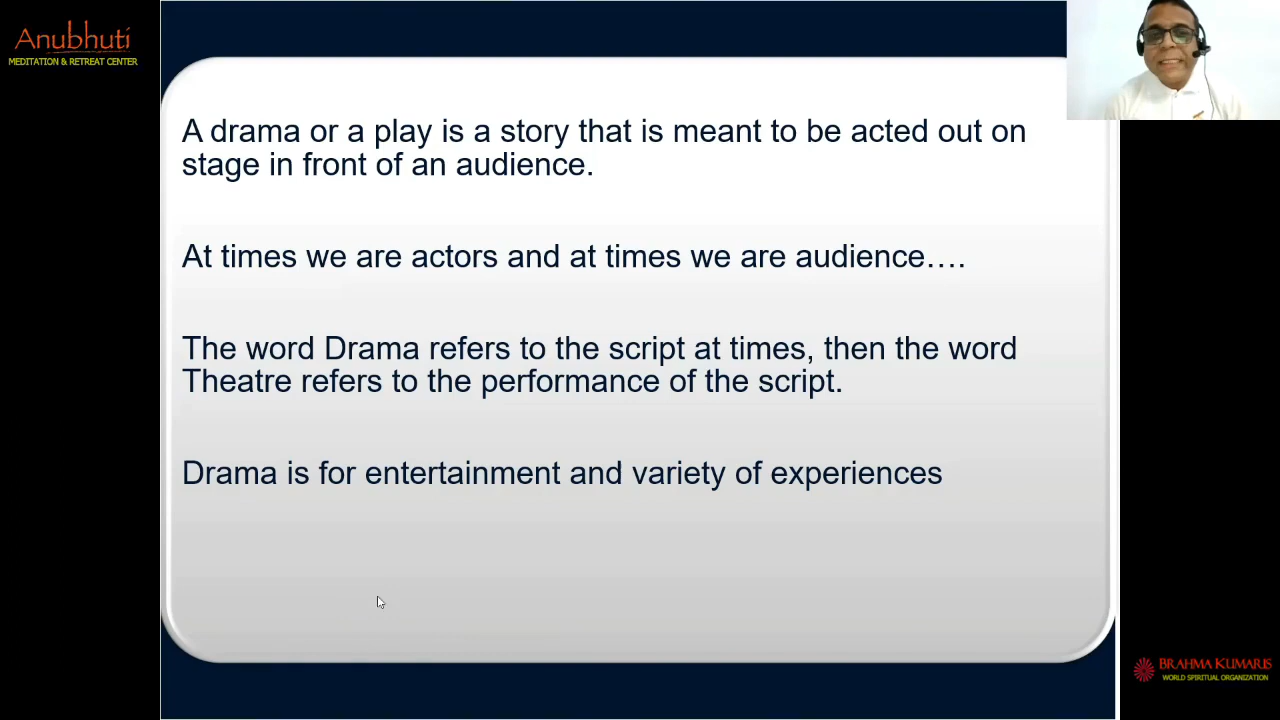 Anubhuti
MEDITATION & RETREAT CENTER
A drama or a play is a story that is meant to be acted out on
stage in front of an audience.
At times we are actors and at times we are audience….
The word Drama refers to the script at times, then the word
Theatre refers to the performance of the script.
Drama is for entertainment and variety of experiences
BRAHMA KUMARIS
WORLD SPIRITUAL ORGANIZATION